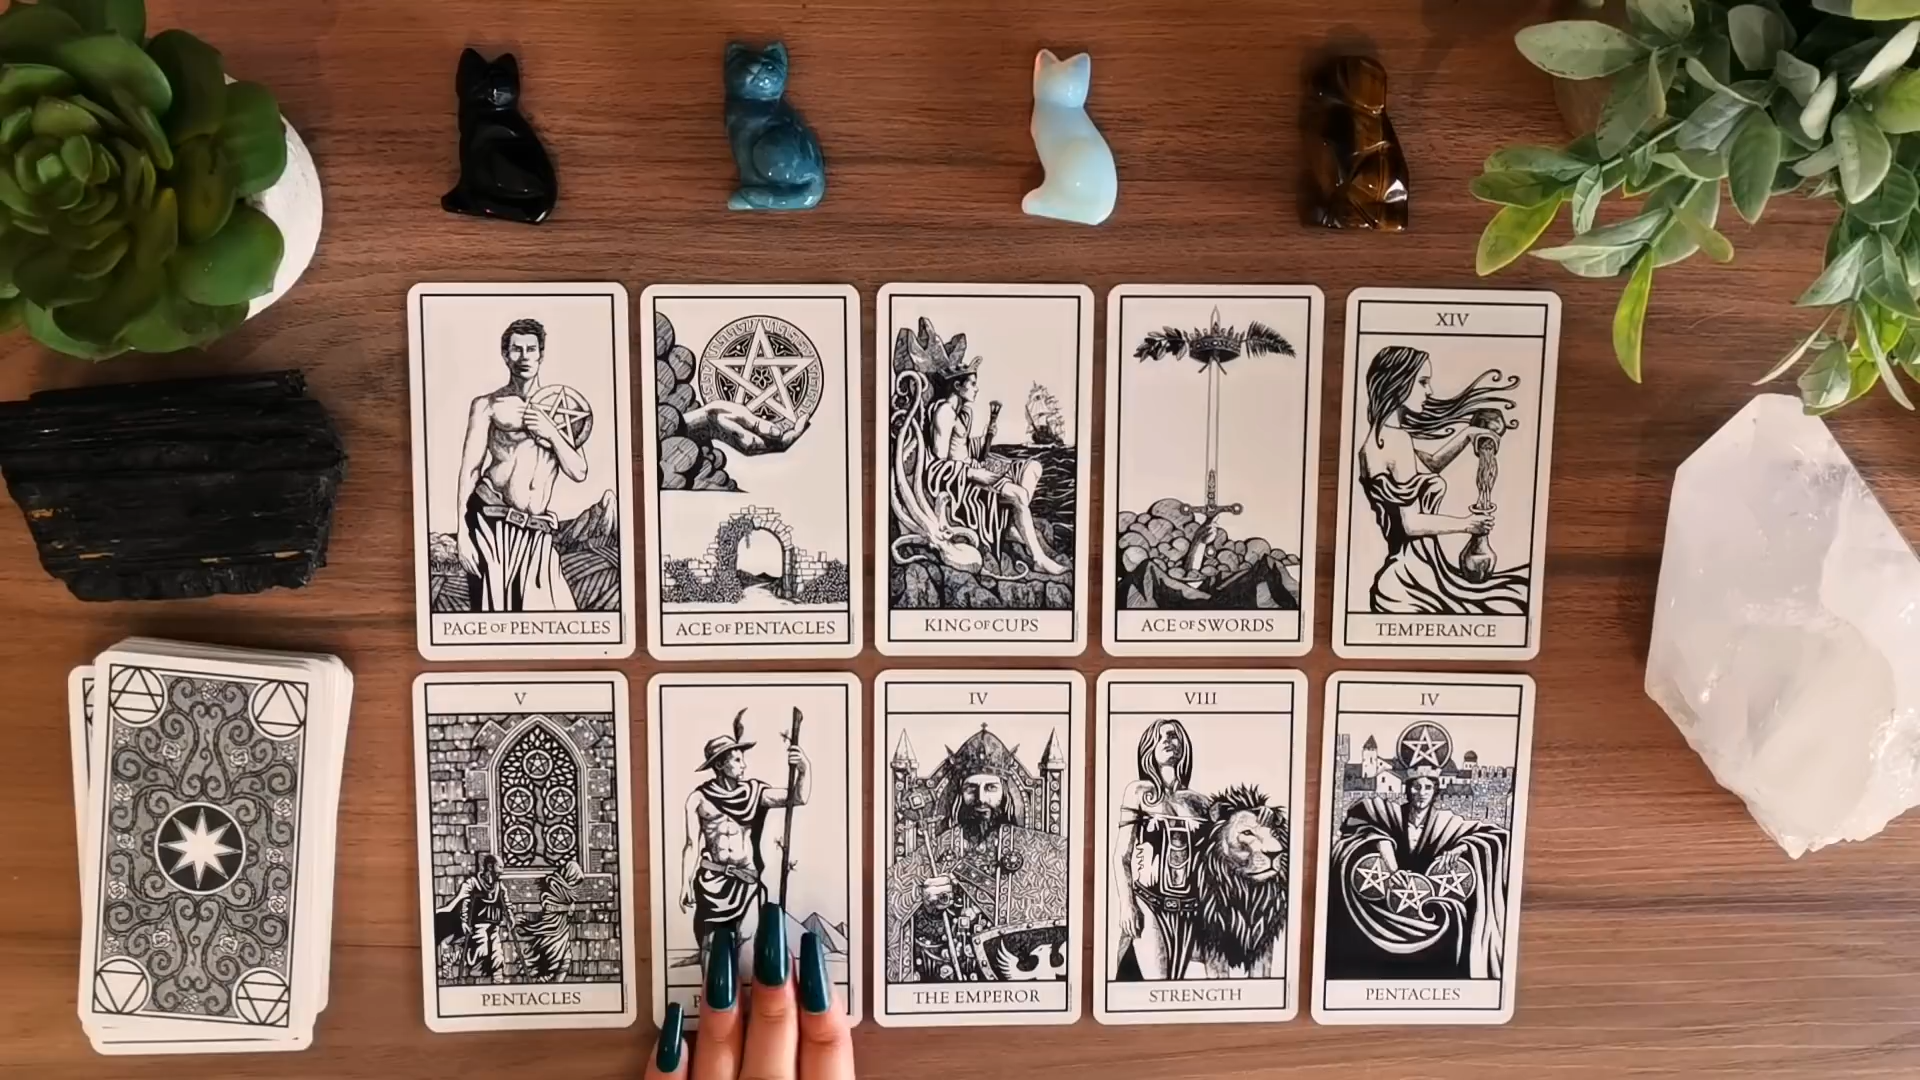 XIV
PAGE OF PENTACLES
ACE OF PENTACLES
KING OF CUPS
ACE OF SWORDS
TEMPERANCE
V
IV
VIII
IV
PENTACLES
THE EMPEROR
STRENGTH
PENTACLES